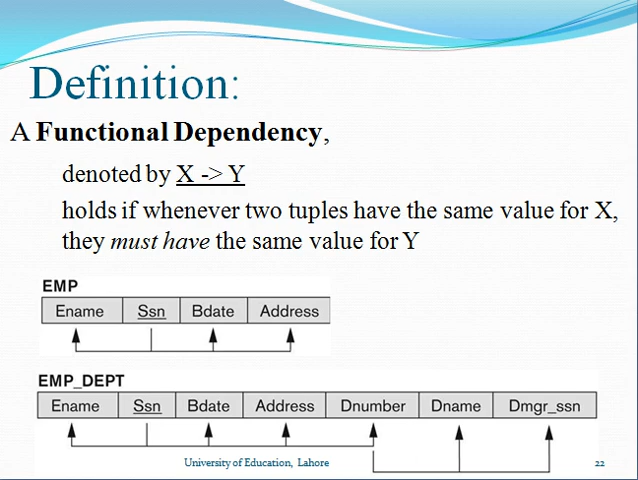 Definition:
A Functional Dependency,
denoted by X -> Y
holds if whenever two tuples have the same value for X,
they must have the same value for Y
EMP
Ename Ssn Bdate Address
EMP_DEPT
Ename Ssn Bdate Address Dnumber Dname Dmgr_ssn
University of Education, Lahore 22